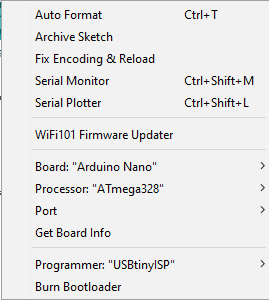 Auto Format Ctrl+T
Archive Sketch
Fix Encoding & Reload
Serial Monitor Ctrl+Shift+M
Serial Plotter Ctrl+Shift+L
WiFi101 Firmware Updater
Board: "Arduino Nano"
Processor: "ATmega328"
Port
Get Board Info
Programmer: "USBtinyISP"
Burn Bootloader